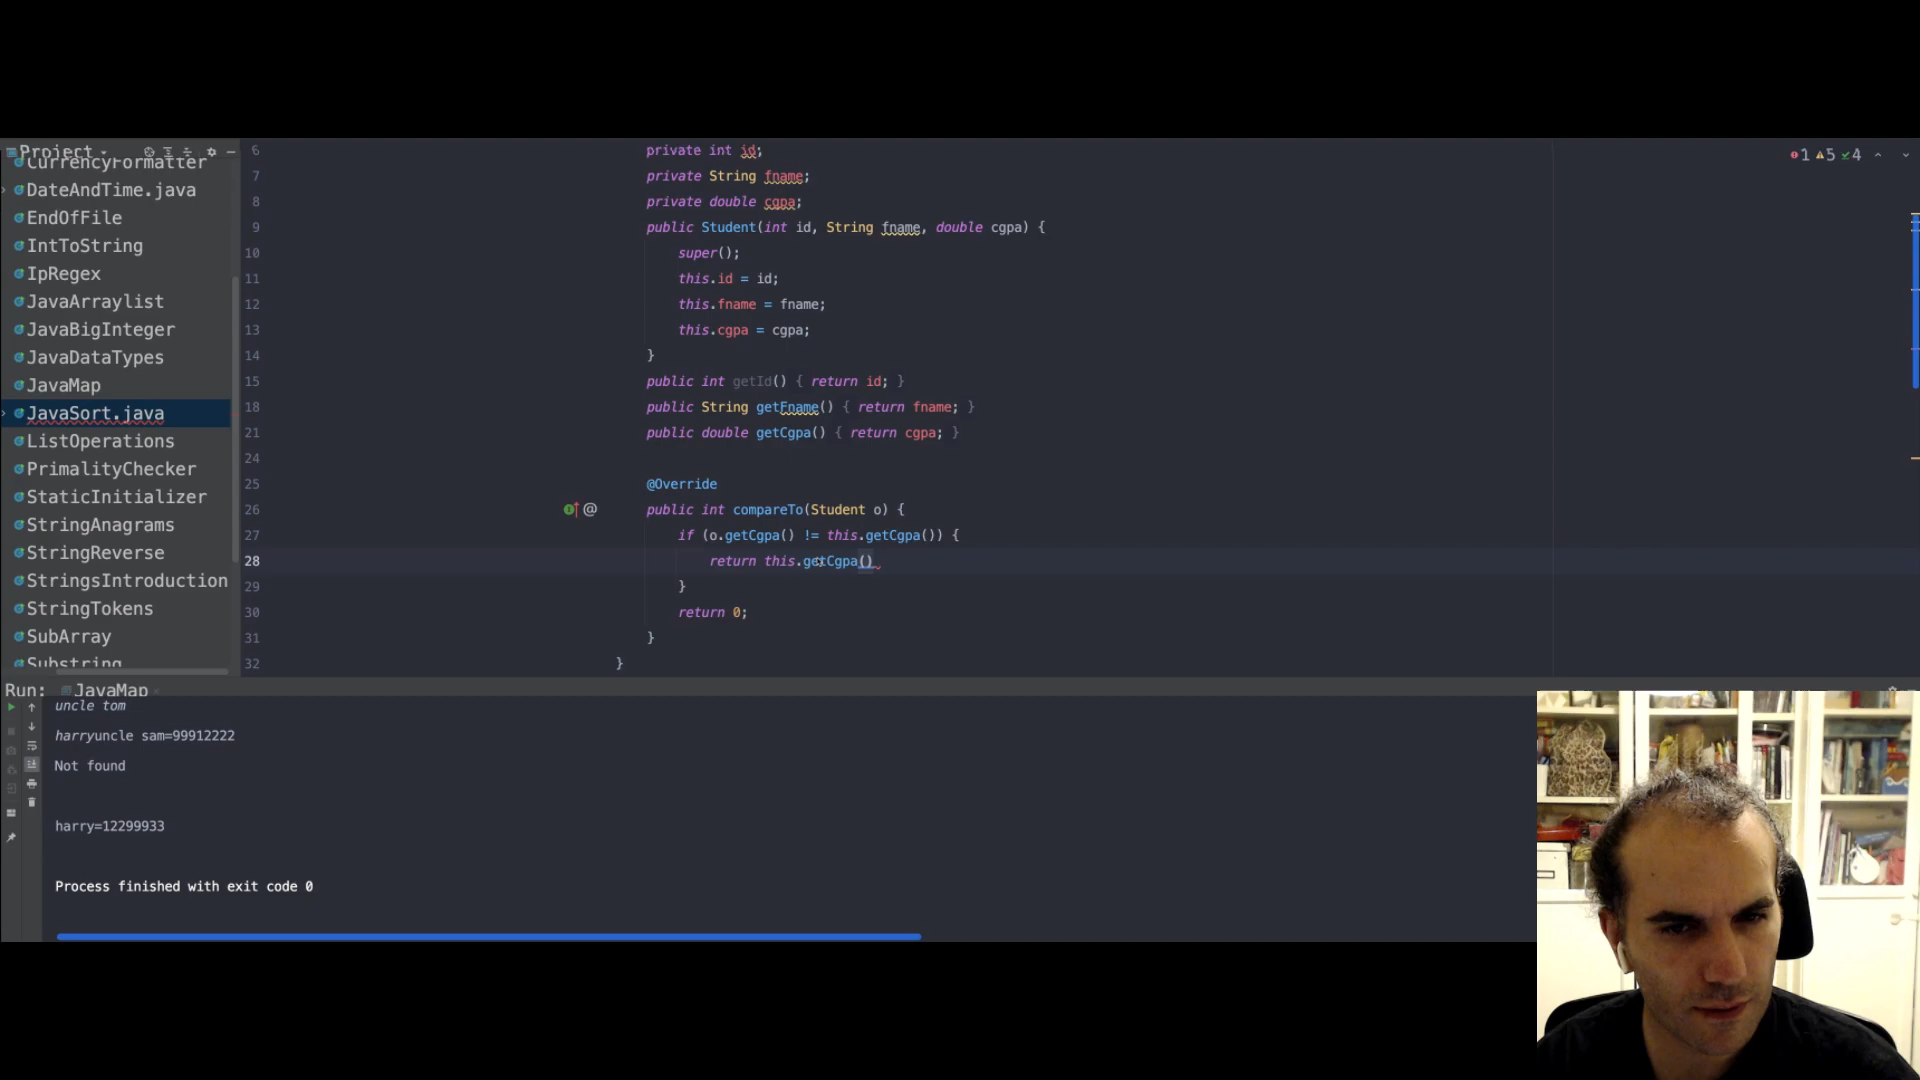 Project
CurrencyFormatter
DateAndTime.java
EndOfFile
IntToString
IpRegex
JavaArraylist
JavaBigInteger
JavaDataTypes
JavaMap
JavaSort.java
ListOperations
PrimalityChecker
StaticInitializer
StringAnagrams
StringReverse
StringsIntroduction
StringTokens
SubArray
Substring
6 private int id;
7 private String fname;
8 private double cgpa;
9 public Student(int id, String fname, double cgpa) {
10 super();
11 this.id = id;
12 this.fname = fname;
13 this.cgpa = cgpa;
14 }
15 public int getId() { return id; }
18 public String getFname() { return fname; }
21 public double getCgpa() { return cgpa; }
24
25 @Override
26 @ public int compareTo(Student o) {
27 if (o.getCgpa() != this.getCgpa()) {
28 return this.getCgpa()
29 }
30 return 0;
31 }
32 }
1 5 4
Run: JavaMap
uncle tom
harryuncle sam=99912222
Not found
harry=12299933
Process finished with exit code 0